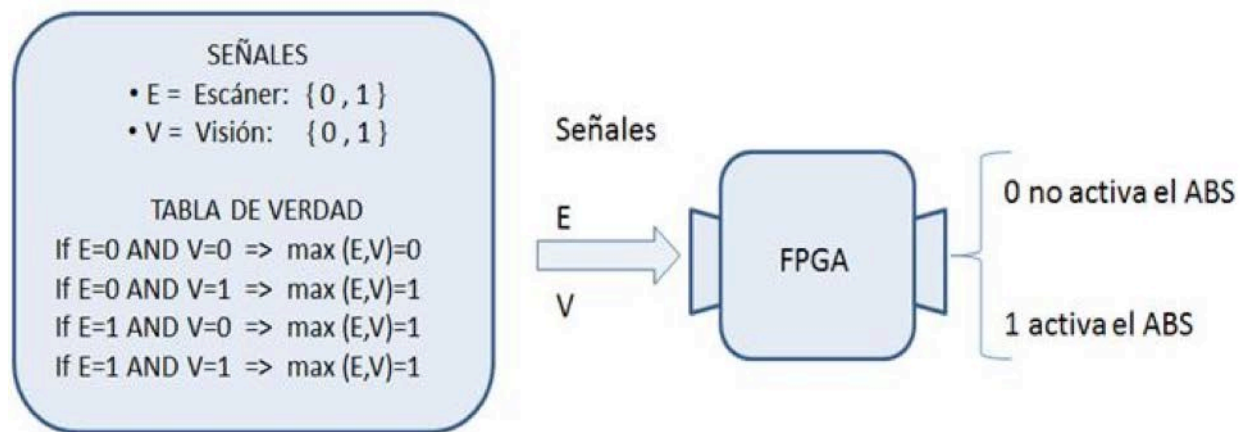 SEÑALES
• E = Escáner: { 0 , 1 }
• V = Visión: { 0 , 1 }
TABLA DE VERDAD
If E=0 AND V=0 => max (E,V)=0
If E=0 AND V=1 => max (E,V)=1
If E=1 AND V=0 => max (E,V)=1
If E=1 AND V=1 => max (E,V)=1
Señales
E
V
FPGA
0 no activa el ABS
1 activa el ABS